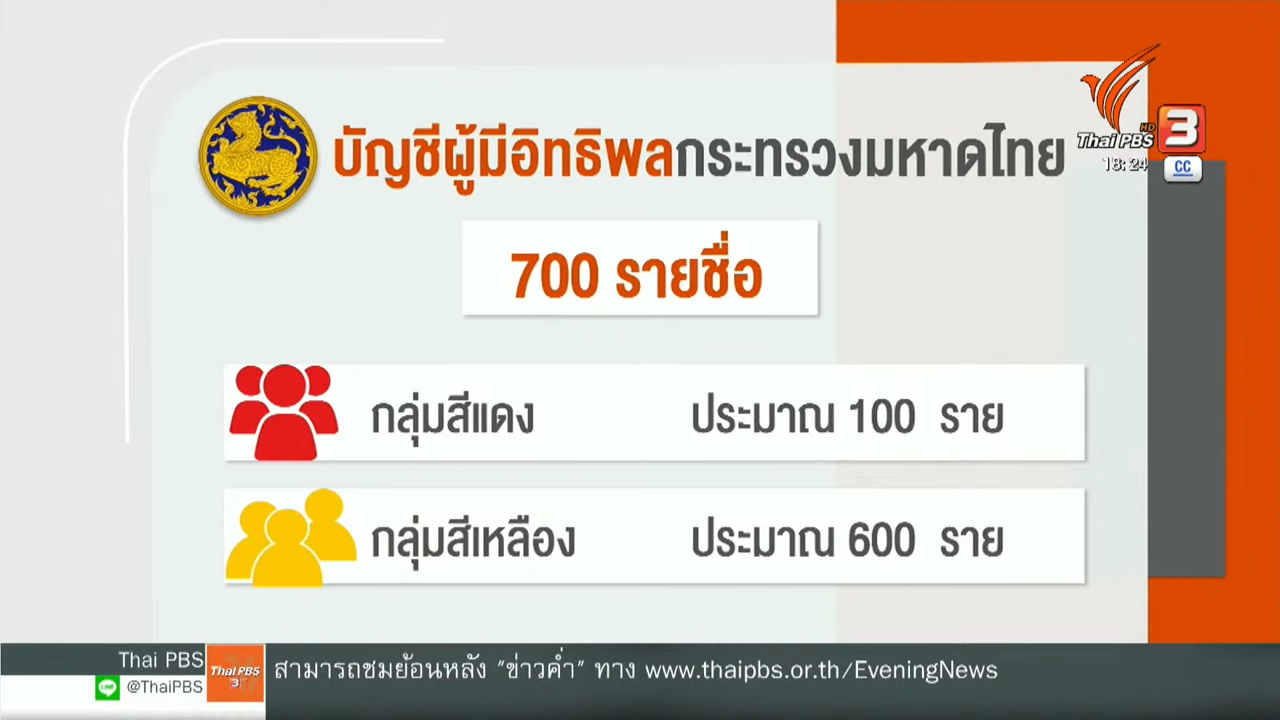 บัญชีผู้มีอิทธิพลกระทรวงมหาดไทย
700 รายชื่อ
กลุ่มสีแดง ประมาณ 100 ราย
กลุ่มสีเหลือง ประมาณ 600 ราย
Thai PBS HD 3
18:24 CC
Thai PBS
@ThaiPBS
LINE
Thai PBS
3
สามารถชมย้อนหลัง "ข่าวค่ำ" ทาง www.thaipbs.or.th/EveningNews